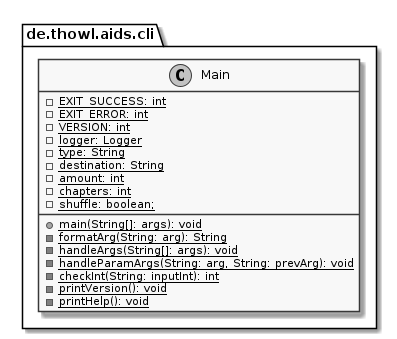 de.thowl.aids.cli
C Main
EXIT_SUCCESS: int
EXIT_ERROR: int
VERSION: int
logger: Logger
type: String
destination: String
amount: int
chapters: int
shuffle: boolean;
main(String[]: args): void
formatArg(String: arg): String
handleArgs(String[]: args): void
handleParamArgs(String: arg, String: prevArg): void
checkInt(String: inputInt): int
printVersion(): void
printHelp(): void